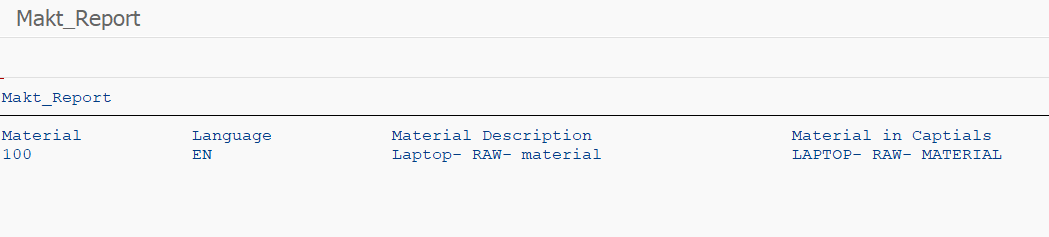 Makt_Report
Makt_Report
Material Language Material Description Material in Captials
100 EN Laptop- RAW- material LAPTOP- RAW- MATERIAL